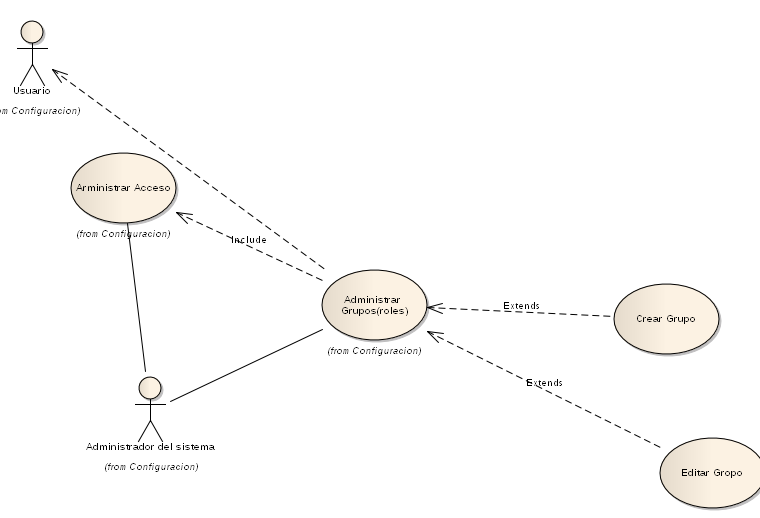 Usuario
om Configuracion)
Arministrar Acceso
(from Configuracion)
Include
Administrar
Grupos(roles)
(from Configuracion)
Extends
Crear Grupo
Extends
Administrador del sistema
(from Configuracion)
Editar Gropo